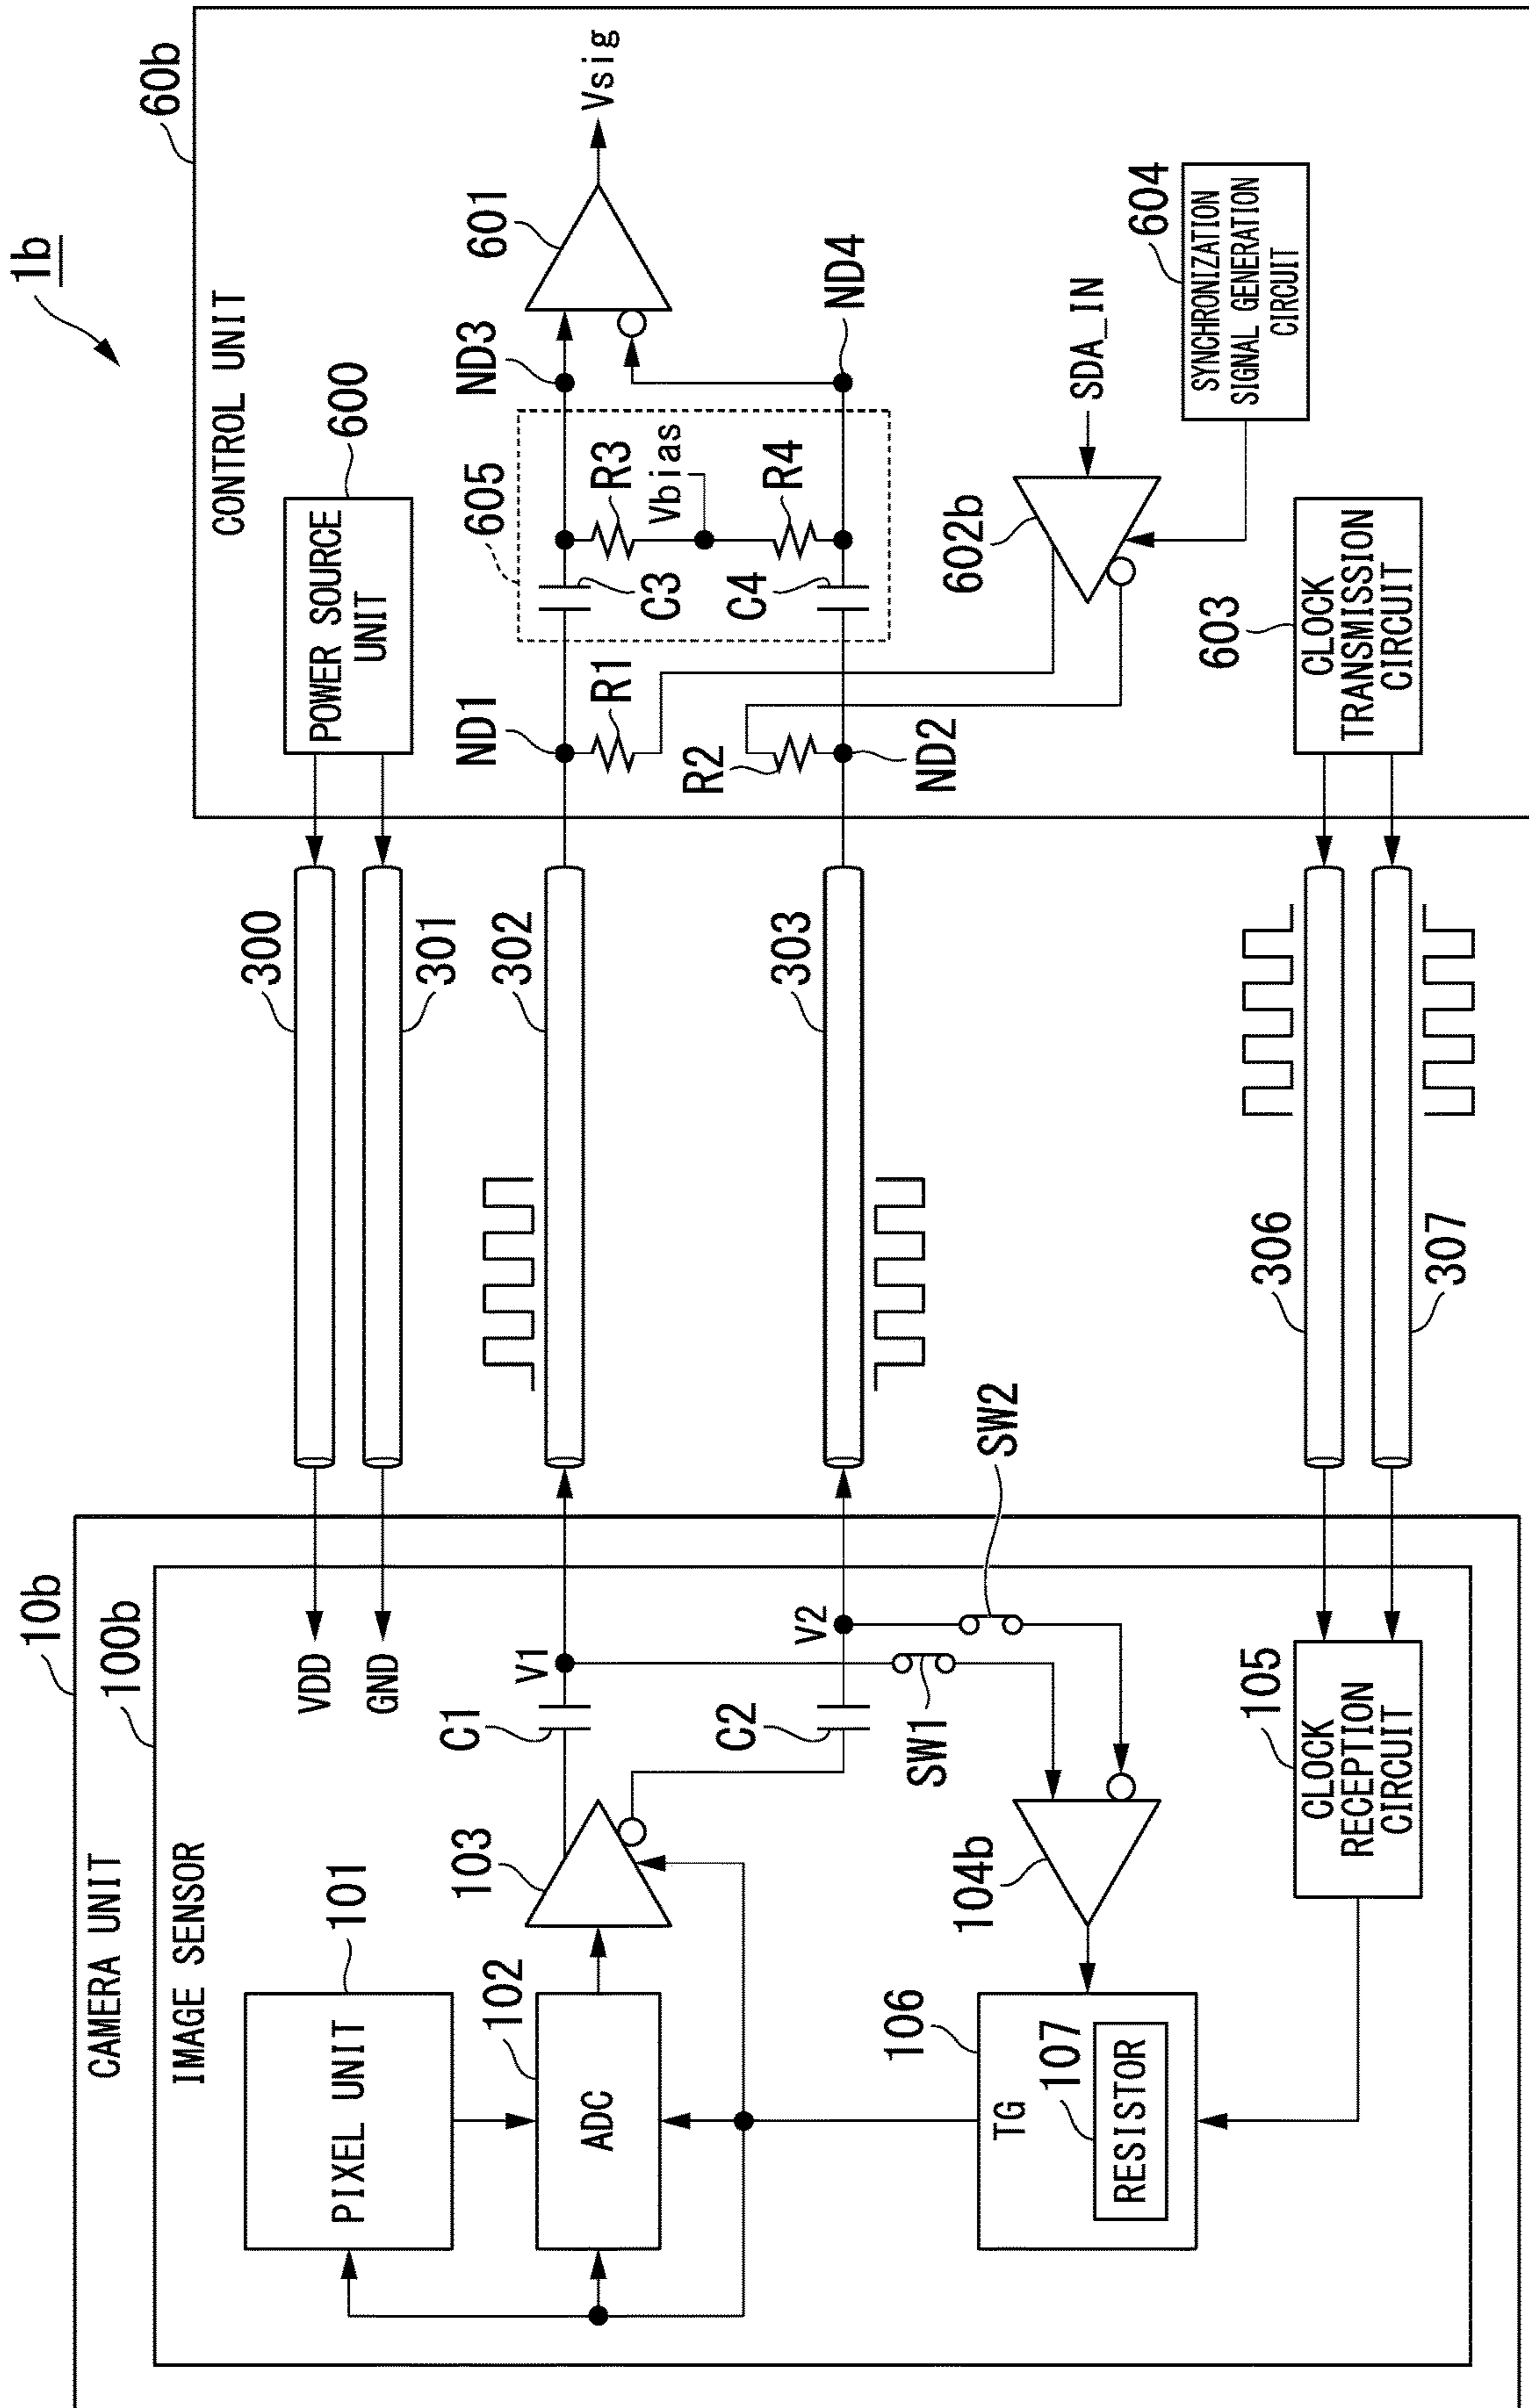 1b
10b
CAMERA UNIT
100b
IMAGE SENSOR
PIXEL UNIT
101
ADC
102
103
C1
V1
C2
V2
VDD
GND
SW1
SW2
104b
106
TG
107
RESISTOR
105
CLOCK
RECEPTION
CIRCUIT
300
301
302
303
306
307
60b
CONTROL UNIT
POWER SOURCE
UNIT
600
ND1
R1
605
C3
R3
Vbias
ND3
601
Vsig
R2
ND2
C4
R4
ND4
602b
SDA_IN
604
SYNCHRONIZATION
SIGNAL GENERATION
CIRCUIT
603
CLOCK
TRANSMISSION
CIRCUIT